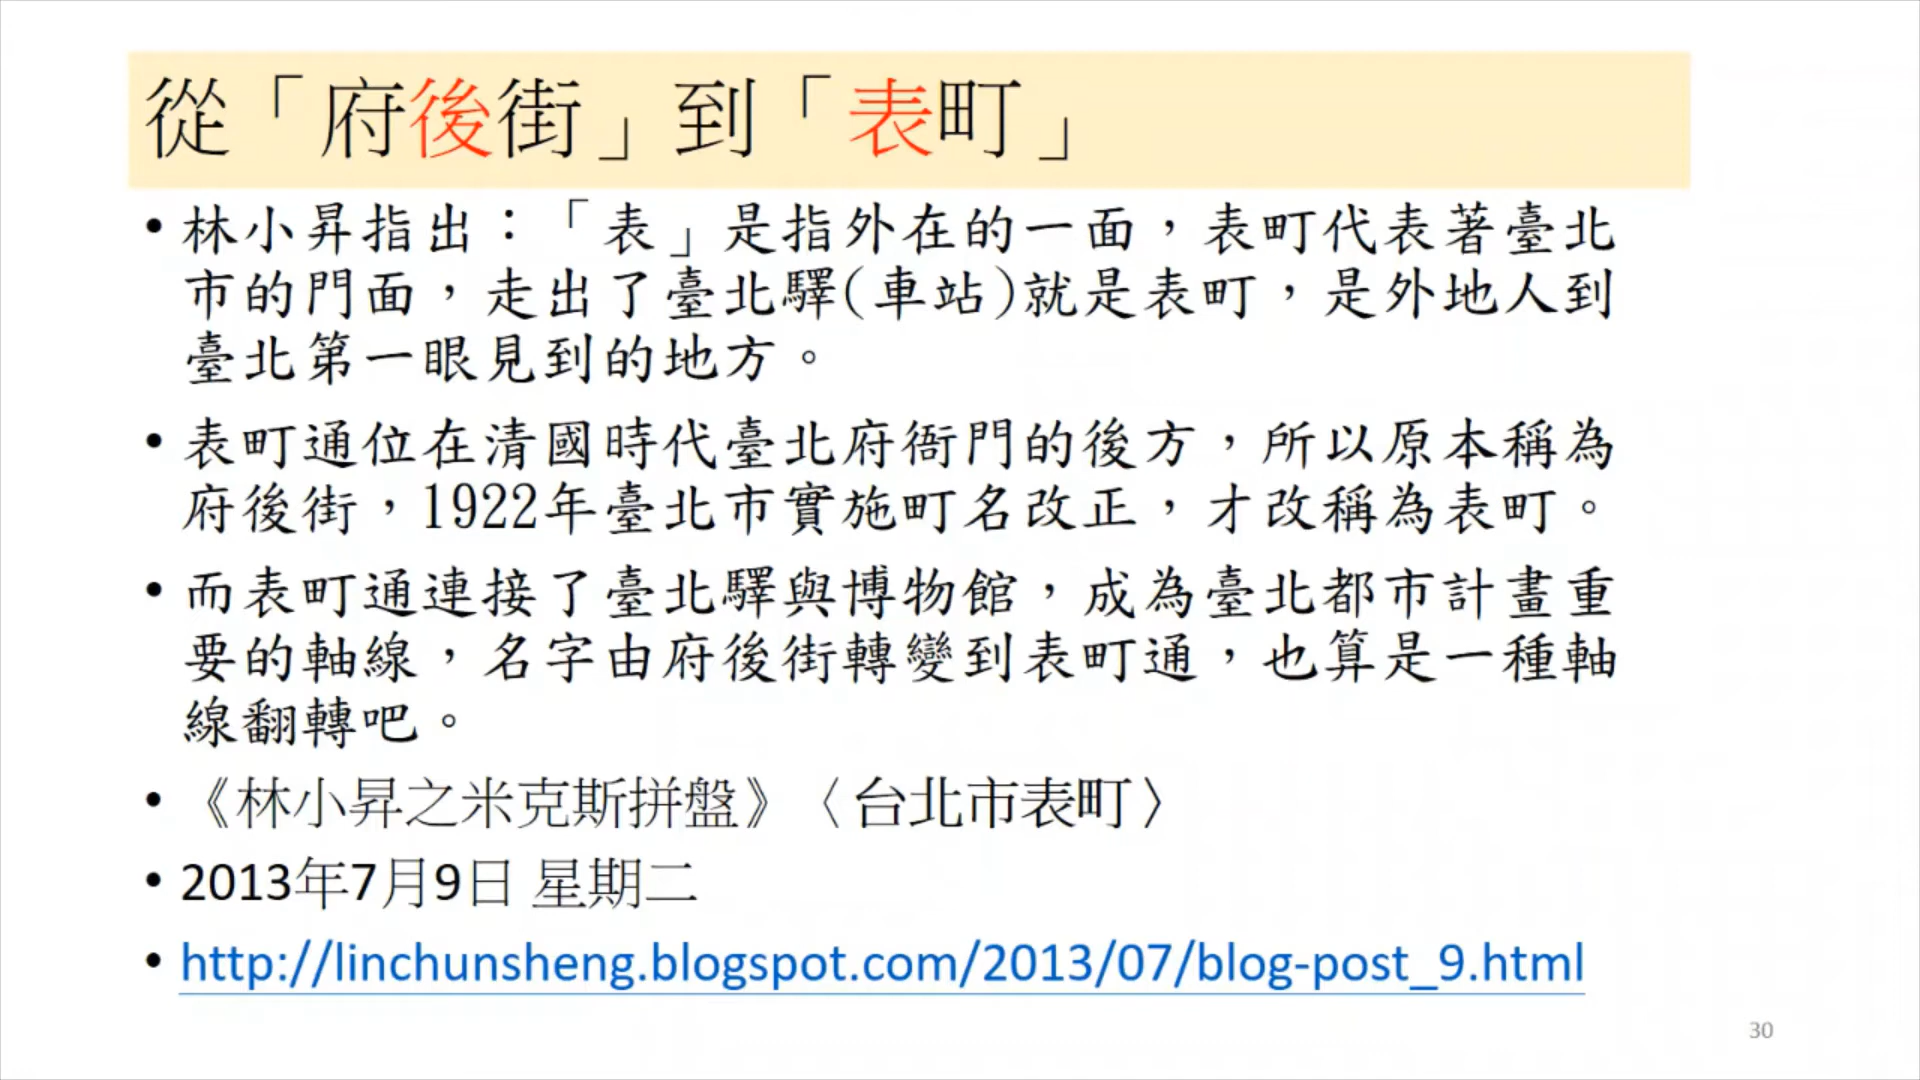 從「府後街」到「表町」
• 林小昇指出：「表」是指外在的一面，表町代表著臺北
市的門面，走出了臺北驛(車站)就是表町，是外地人到
臺北第一眼見到的地方。
• 表町通位在清國時代臺北府衙門的後方，所以原本稱為
府後街，1922年臺北市實施町名改正，才改稱為表町。
• 而表町通連接了臺北驛與博物館，成為臺北都市計畫重
要的軸線，名字由府後街轉變到表町通，也算是一種軸
線翻轉吧。
• 《林小昇之米克斯拼盤》〈台北市表町〉
• 2013年7月9日 星期二
• http://linchunsheng.blogspot.com/2013/07/blog-post_9.html
30